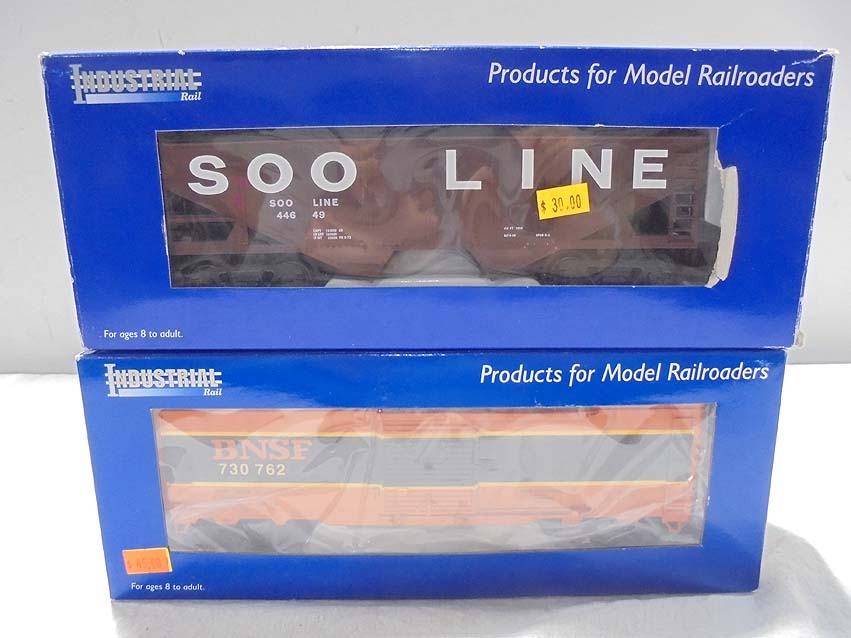 INDUSTRIAL
Rail
Products for Model Railroaders
SOO LINE
SOO LINE
446 49
$ 30.00
For ages 8 to adult.
INDUSTRIAL
Rail
Products for Model Railroaders
BNSF
730 762
For ages 8 to adult.